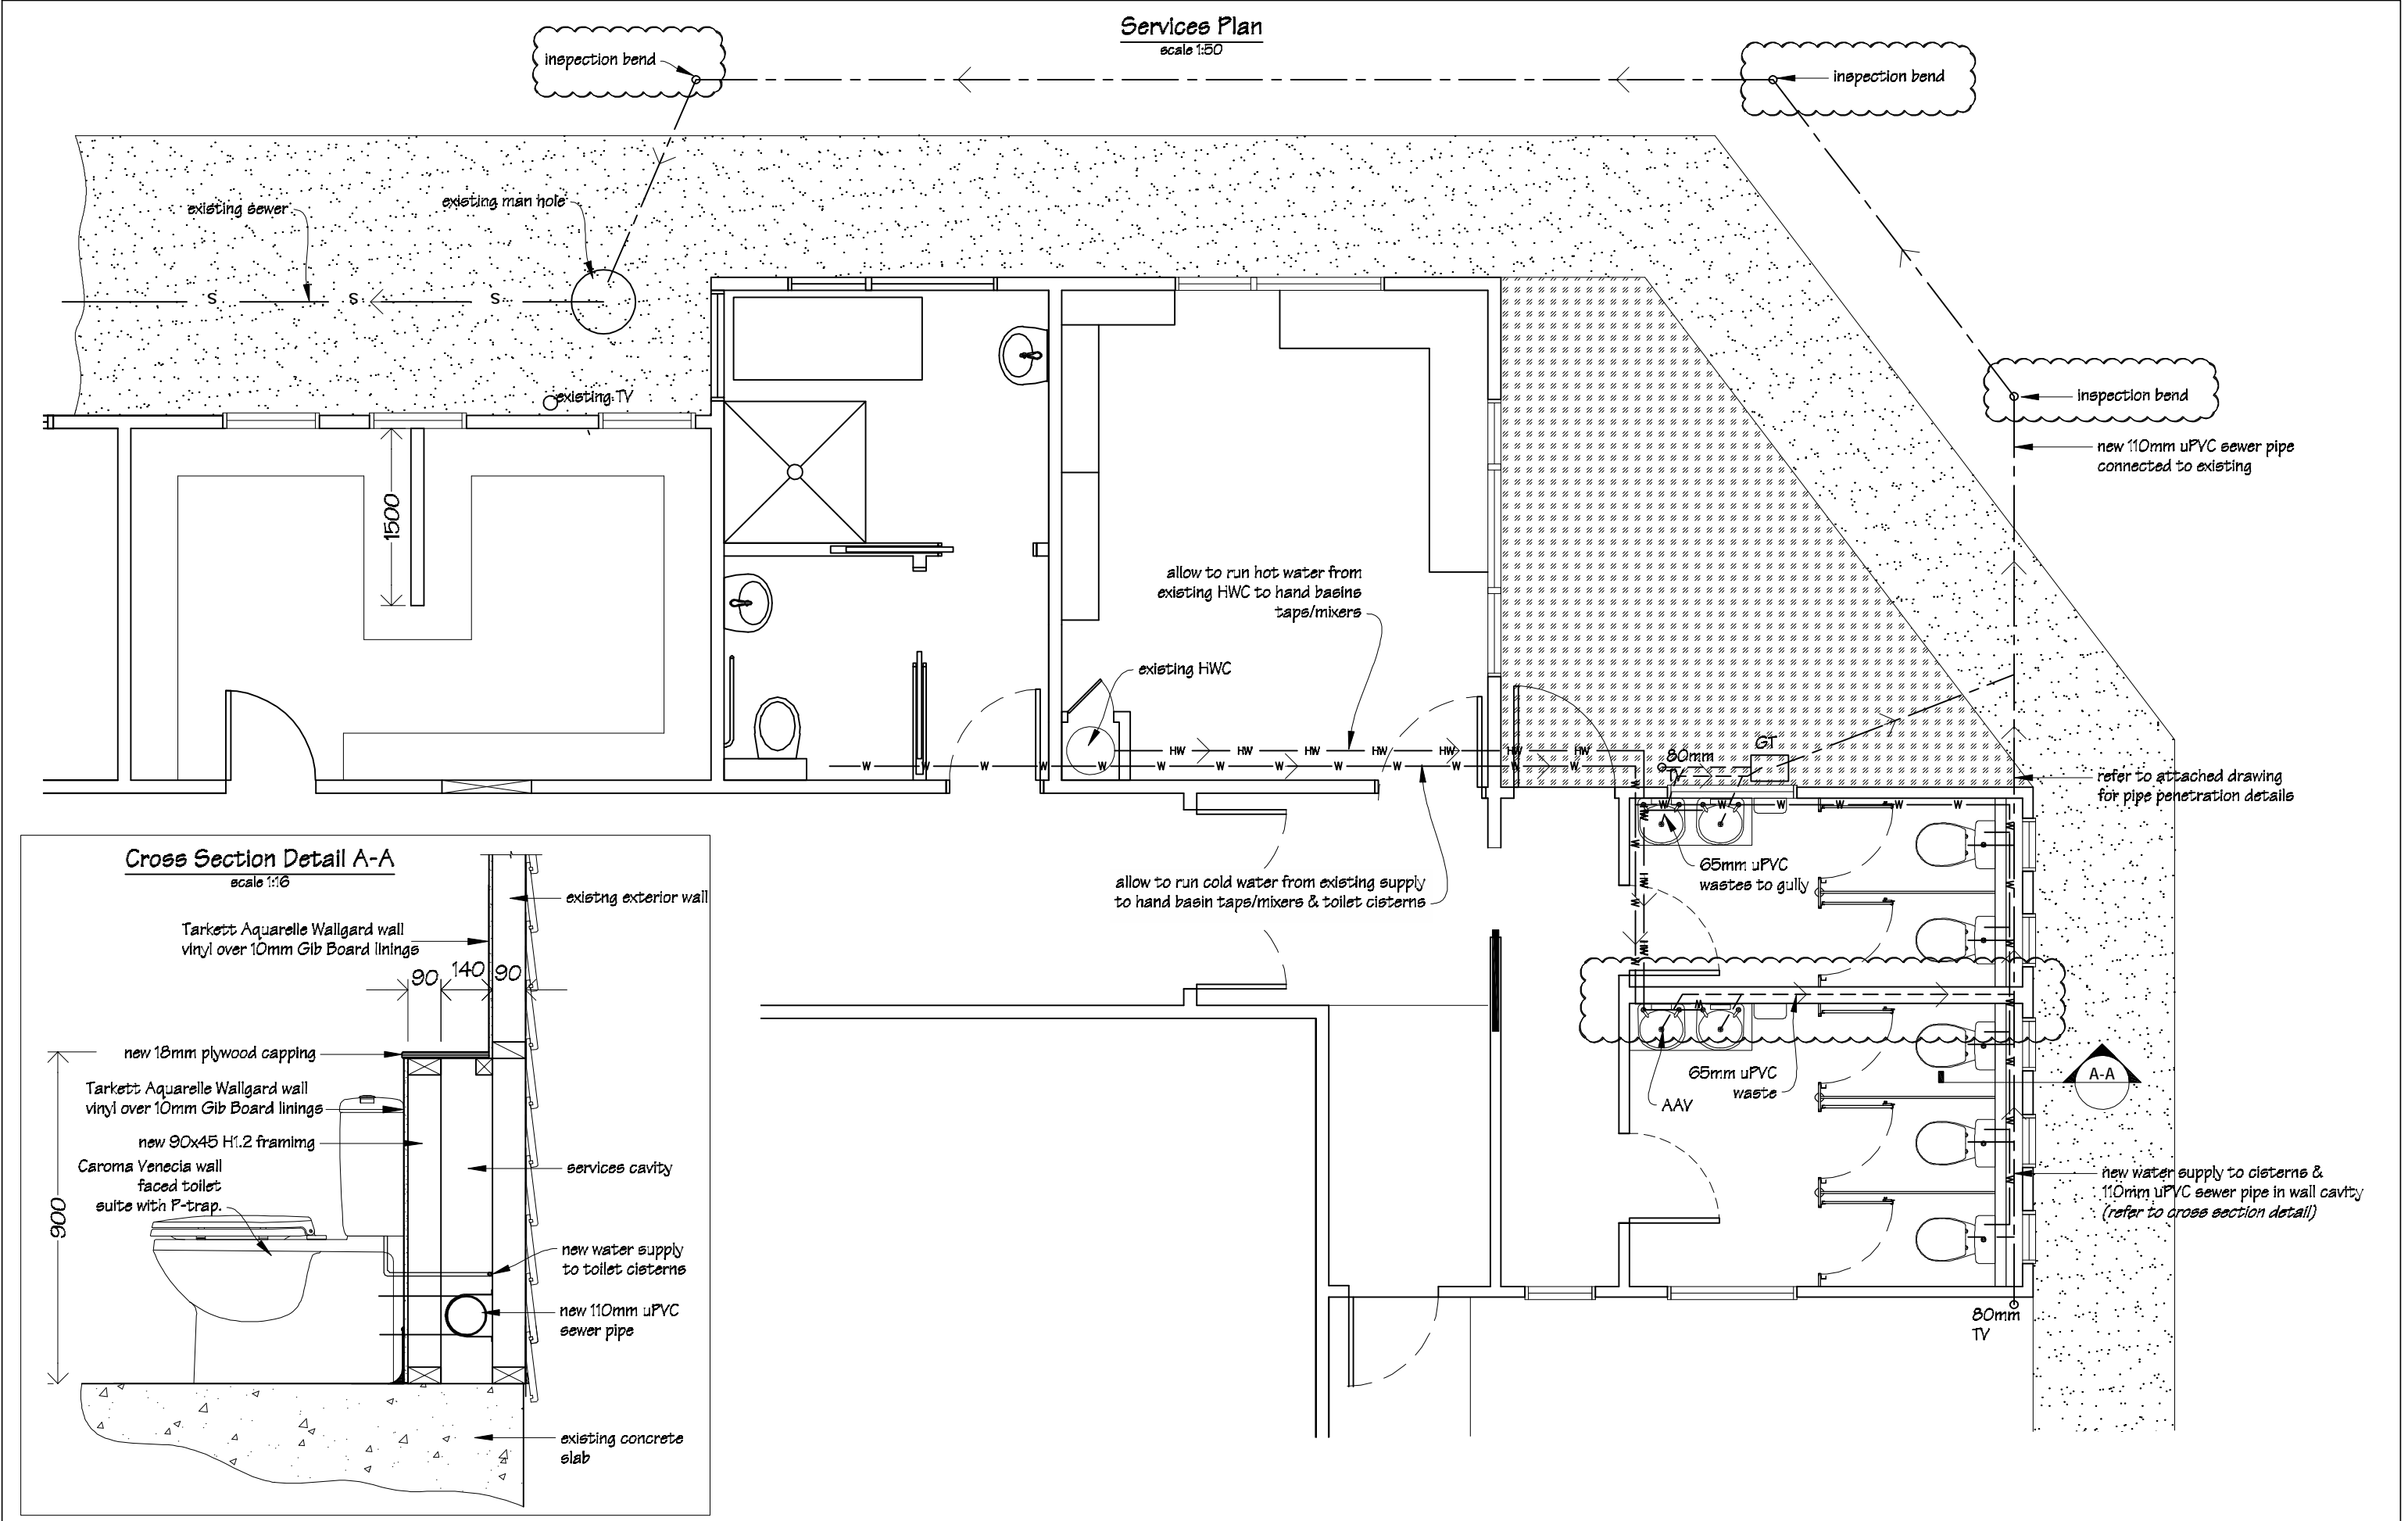 Services Plan
scale 1:50
inspection bend
inspection bend
existing sewer
existing man hole
S
S
S
existing TV
inspection bend
new 110mm uPVC sewer pipe
connected to existing
1500
allow to run hot water from
existing HWC to hand basins
taps/mixers
existing HWC
HW HW HW HW HW HW HW
W W W W W W W W W W W W W
80mm
TV
GT
refer to attached drawing
for pipe penetration details
W W W W W W
65mm uPVC
wastes to gully
allow to run cold water from existing supply
to hand basin taps/mixers & toilet cisterns
HW
W
HW
W
HW
W
W
W
W
W
W
W
65mm uPVC
waste
AAV
A-A
new water supply to cisterns &
110mm uPVC sewer pipe in wall cavity
(refer to cross section detail)
80mm
TV
Cross Section Detail A-A
scale 1:16
existng exterior wall
Tarkett Aquarelle Wallgard wall
vinyl over 10mm Gib Board linings
90 140 90
new 18mm plywood capping
Tarkett Aquarelle Wallgard wall
vinyl over 10mm Gib Board linings
new 90x45 H1.2 framimg
Caroma Venecia wall
faced toilet
suite with P-trap.
services cavity
900
new water supply
to toilet cisterns
new 110mm uPVC
sewer pipe
existing concrete
slab